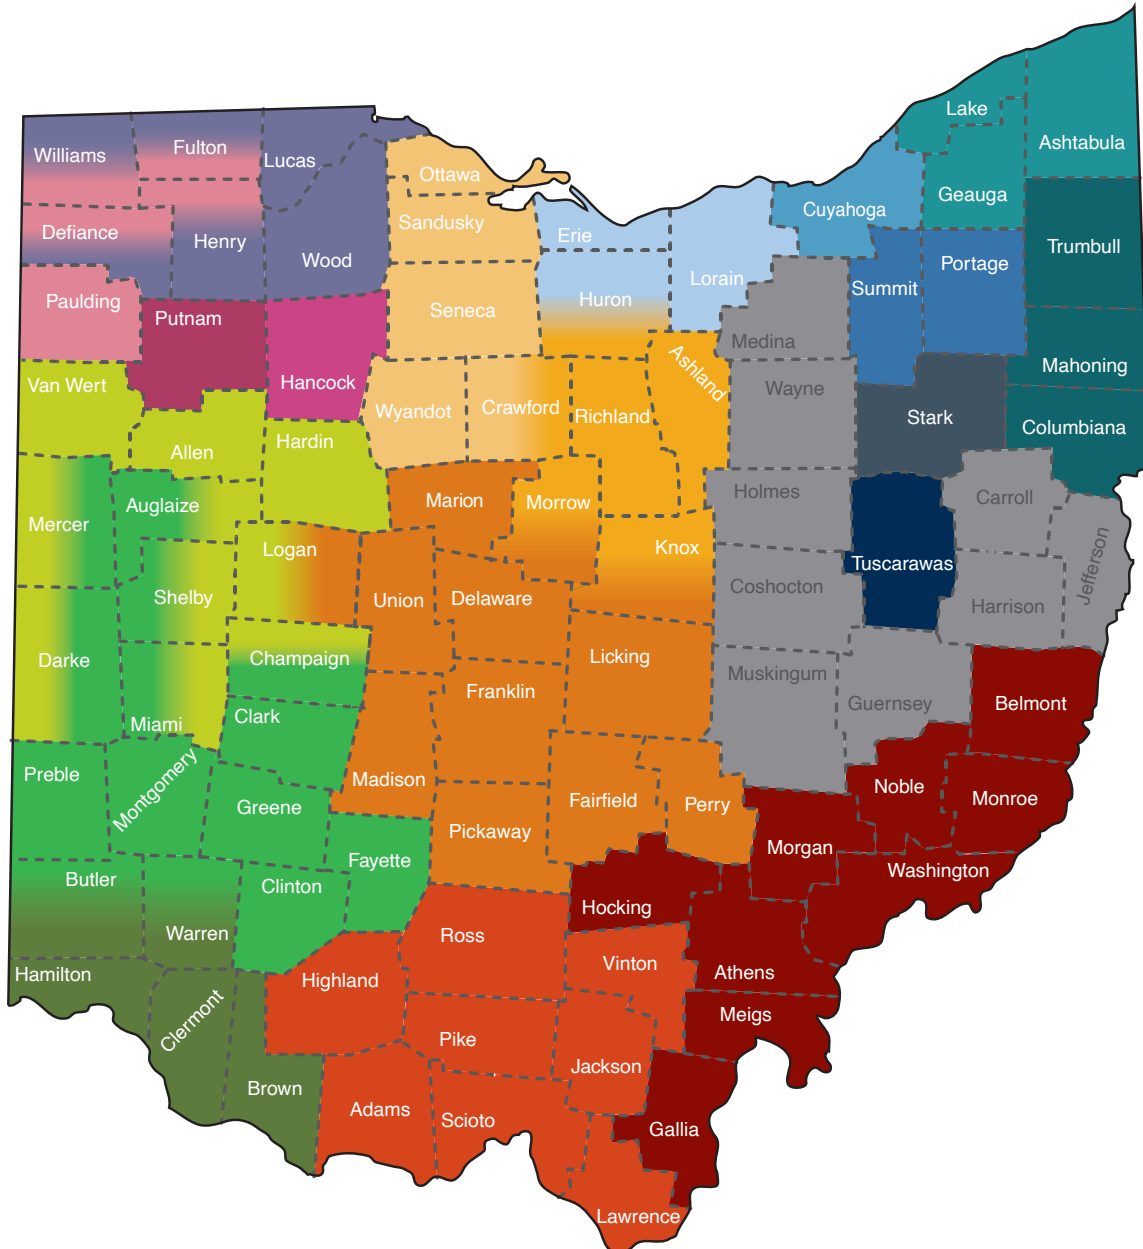 Lake
Ashtabula
Fulton
Williams
Lucas
Ottawa
Geauga
Cuyahoga
Sandusky
Defiance
Erie
Henry
Trumbull
Wood
Portage
Lorain
Summit
Paulding
Huron
Seneca
Putnam
Medina
Mahoning
Ashland
Hancock
Van Wert
Wayne
Crawford
Wyandot
Richland
Stark
Columbiana
Hardin
Allen
Holmes
Carroll
Marion
Morrow
Auglaize
Mercer
Knox
Logan
Tuscarawas
Jefferson
Coshocton
Shelby
Union
Delaware
Harrison
Licking
Champaign
Darke
Muskingum
Franklin
Guernsey
Belmont
Clark
Miami
Preble
Madison
Montgomery
Noble
Monroe
Fairfield
Perry
Greene
Pickaway
Morgan
Fayette
Washington
Butler
Clinton
Hocking
Warren
Ross
Vinton
Athens
Hamilton
Highland
Meigs
Clermont
Pike
Jackson
Brown
Adams
Scioto
Gallia
Lawrence